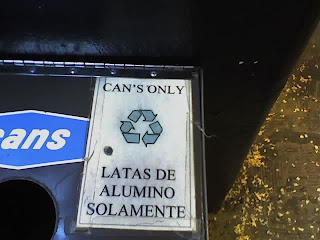 CAN'S ONLY
ans
LATAS DE
ALUMINO
SOLAMENTE